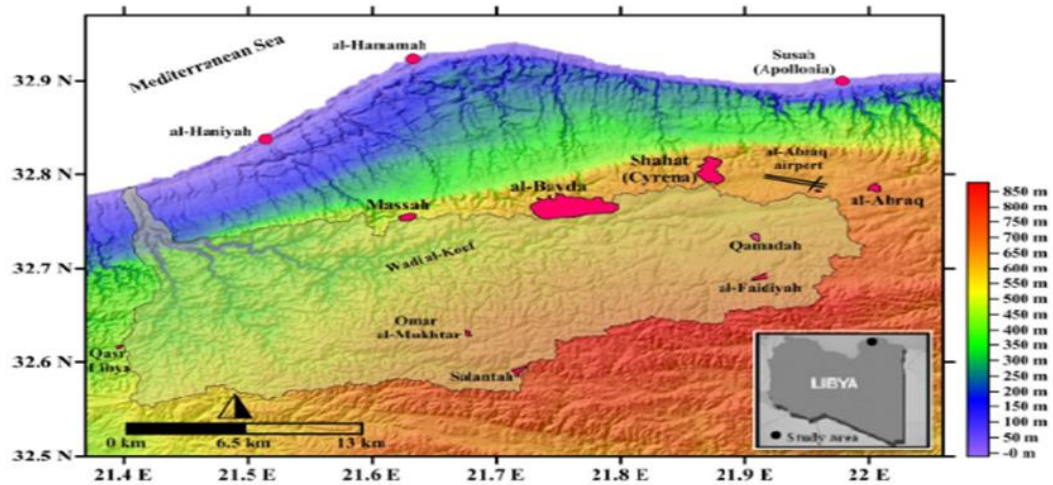 Mediterranean Sea
al-Hamamah
Susah
(Apollonia)
32.9 N
al-Haniyah
32.8 N
Shahat
(Cyrena)
al-Abraq
airport
al-Bayda
Massah
al-Abraq
Qamadah
Wadi al-Kouf
32.7 N
al-Faidiyah
Omar
al-Mukhtar
Qasr
Libya
32.6 N
Salantah
LIBYA
Study area
0 km
6.5 km
13 km
32.5 N
21.4 E
21.5 E
21.6 E
21.7 E
21.8 E
21.9 E
22 E
850 m
800 m
750 m
700 m
650 m
600 m
550 m
500 m
450 m
400 m
350 m
300 m
250 m
200 m
150 m
100 m
50 m
-0 m